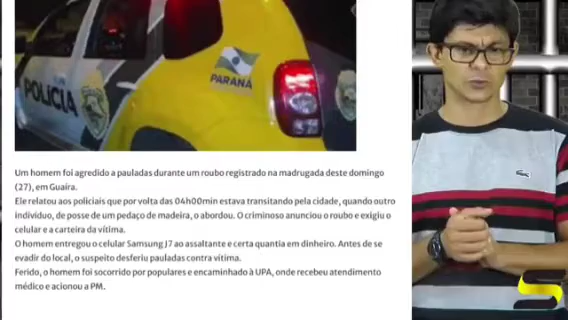 POLÍCIA
PARANÁ
Um homem foi agredido a pauladas durante um roubo registrado na madrugada deste domingo
(27), em Guaíra.
Ele relatou aos policiais que por volta das 04h00min estava transitando pela cidade, quando outro
indivíduo, de posse de um pedaço de madeira, o abordou. O criminoso anunciou o roubo e exigiu o
celular e a carteira da vítima.
O homem entregou o celular Samsung J7 ao assaltante e certa quantia em dinheiro. Antes de se
evadir do local, o suspeito desferiu pauladas contra vítima.
Ferido, o homem foi socorrido por populares e encaminhado à UPA, onde recebeu atendimento
médico e acionou a PM.